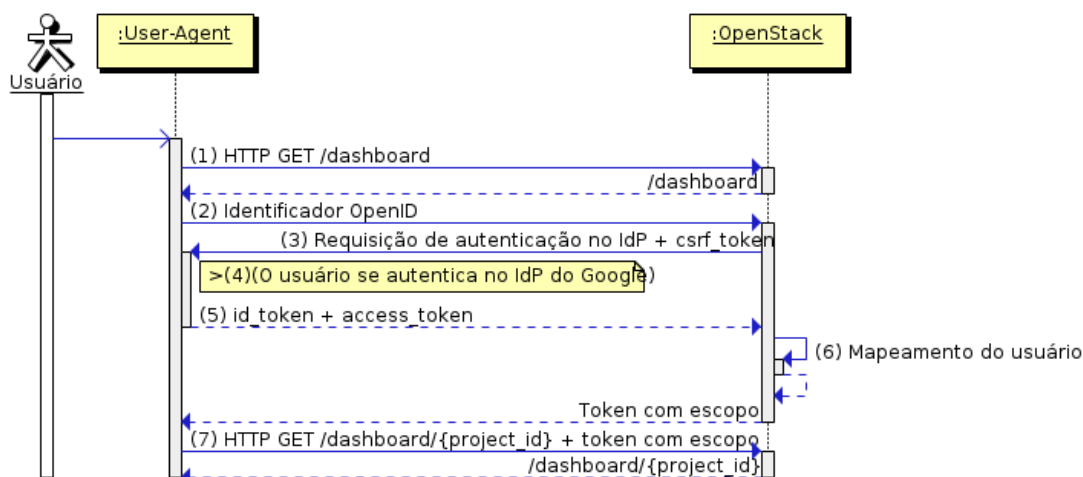 :User-Agent
:OpenStack
Usuário
(1) HTTP GET /dashboard
/dashboard
(2) Identificador OpenID
(3) Requisição de autenticação no IdP + csrf_token
>(4)(O usuário se autentica no IdP do Google)
(5) id_token + access_token
(6) Mapeamento do usuário
Token com escopo
(7) HTTP GET /dashboard/{project_id} + token com escopo
/dashboard/{project_id}